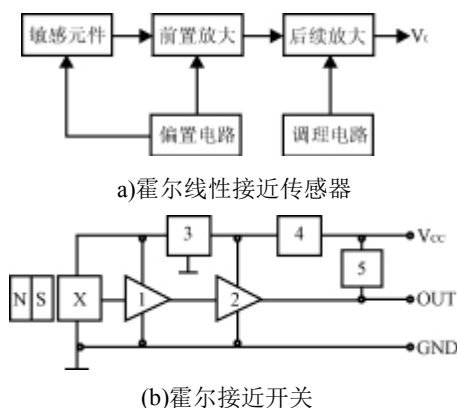 敏感元件 前置放大 后续放大 V
偏置电路 调理电路
a)霍尔线性接近传感器
3 4 Vcc
5
N S X 1 2 OUT
GND
(b)霍尔接近开关